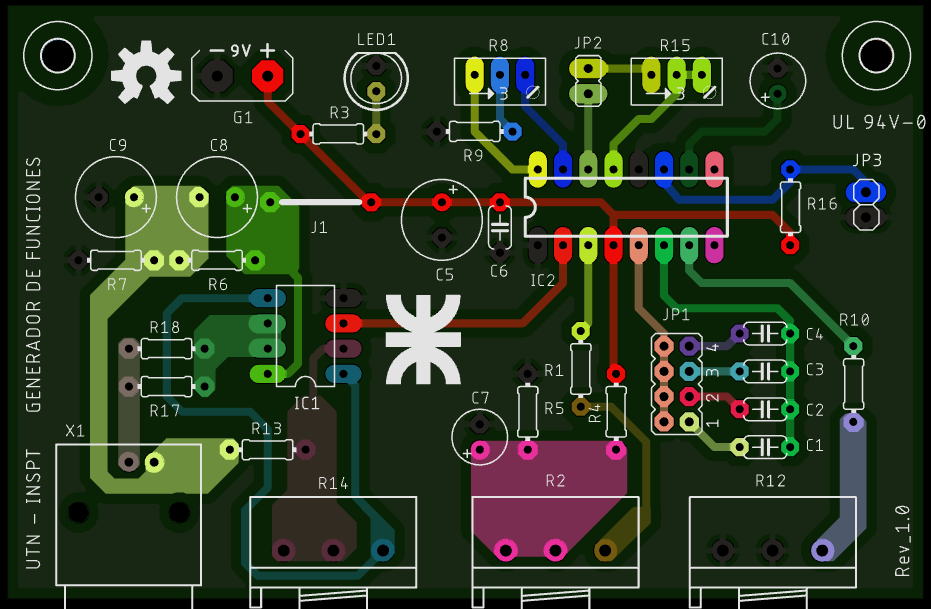 GENERADOR DE FUNCIONES
UTN - INSPT
- 9V +
G1
LED1
R3
R8
3
R9
JP2
R15
3
C10
+
UL 94V-0
JP3
R16
C9
+
C8
+
J1
C5
+
C6
IC2
R7
R6
R18
R17
IC1
R13
X1
R14
C7
+
R1
R5
R4
R2
JP1
4
3
2
1
C4
C3
C2
C1
R10
R12
Rev_1.0